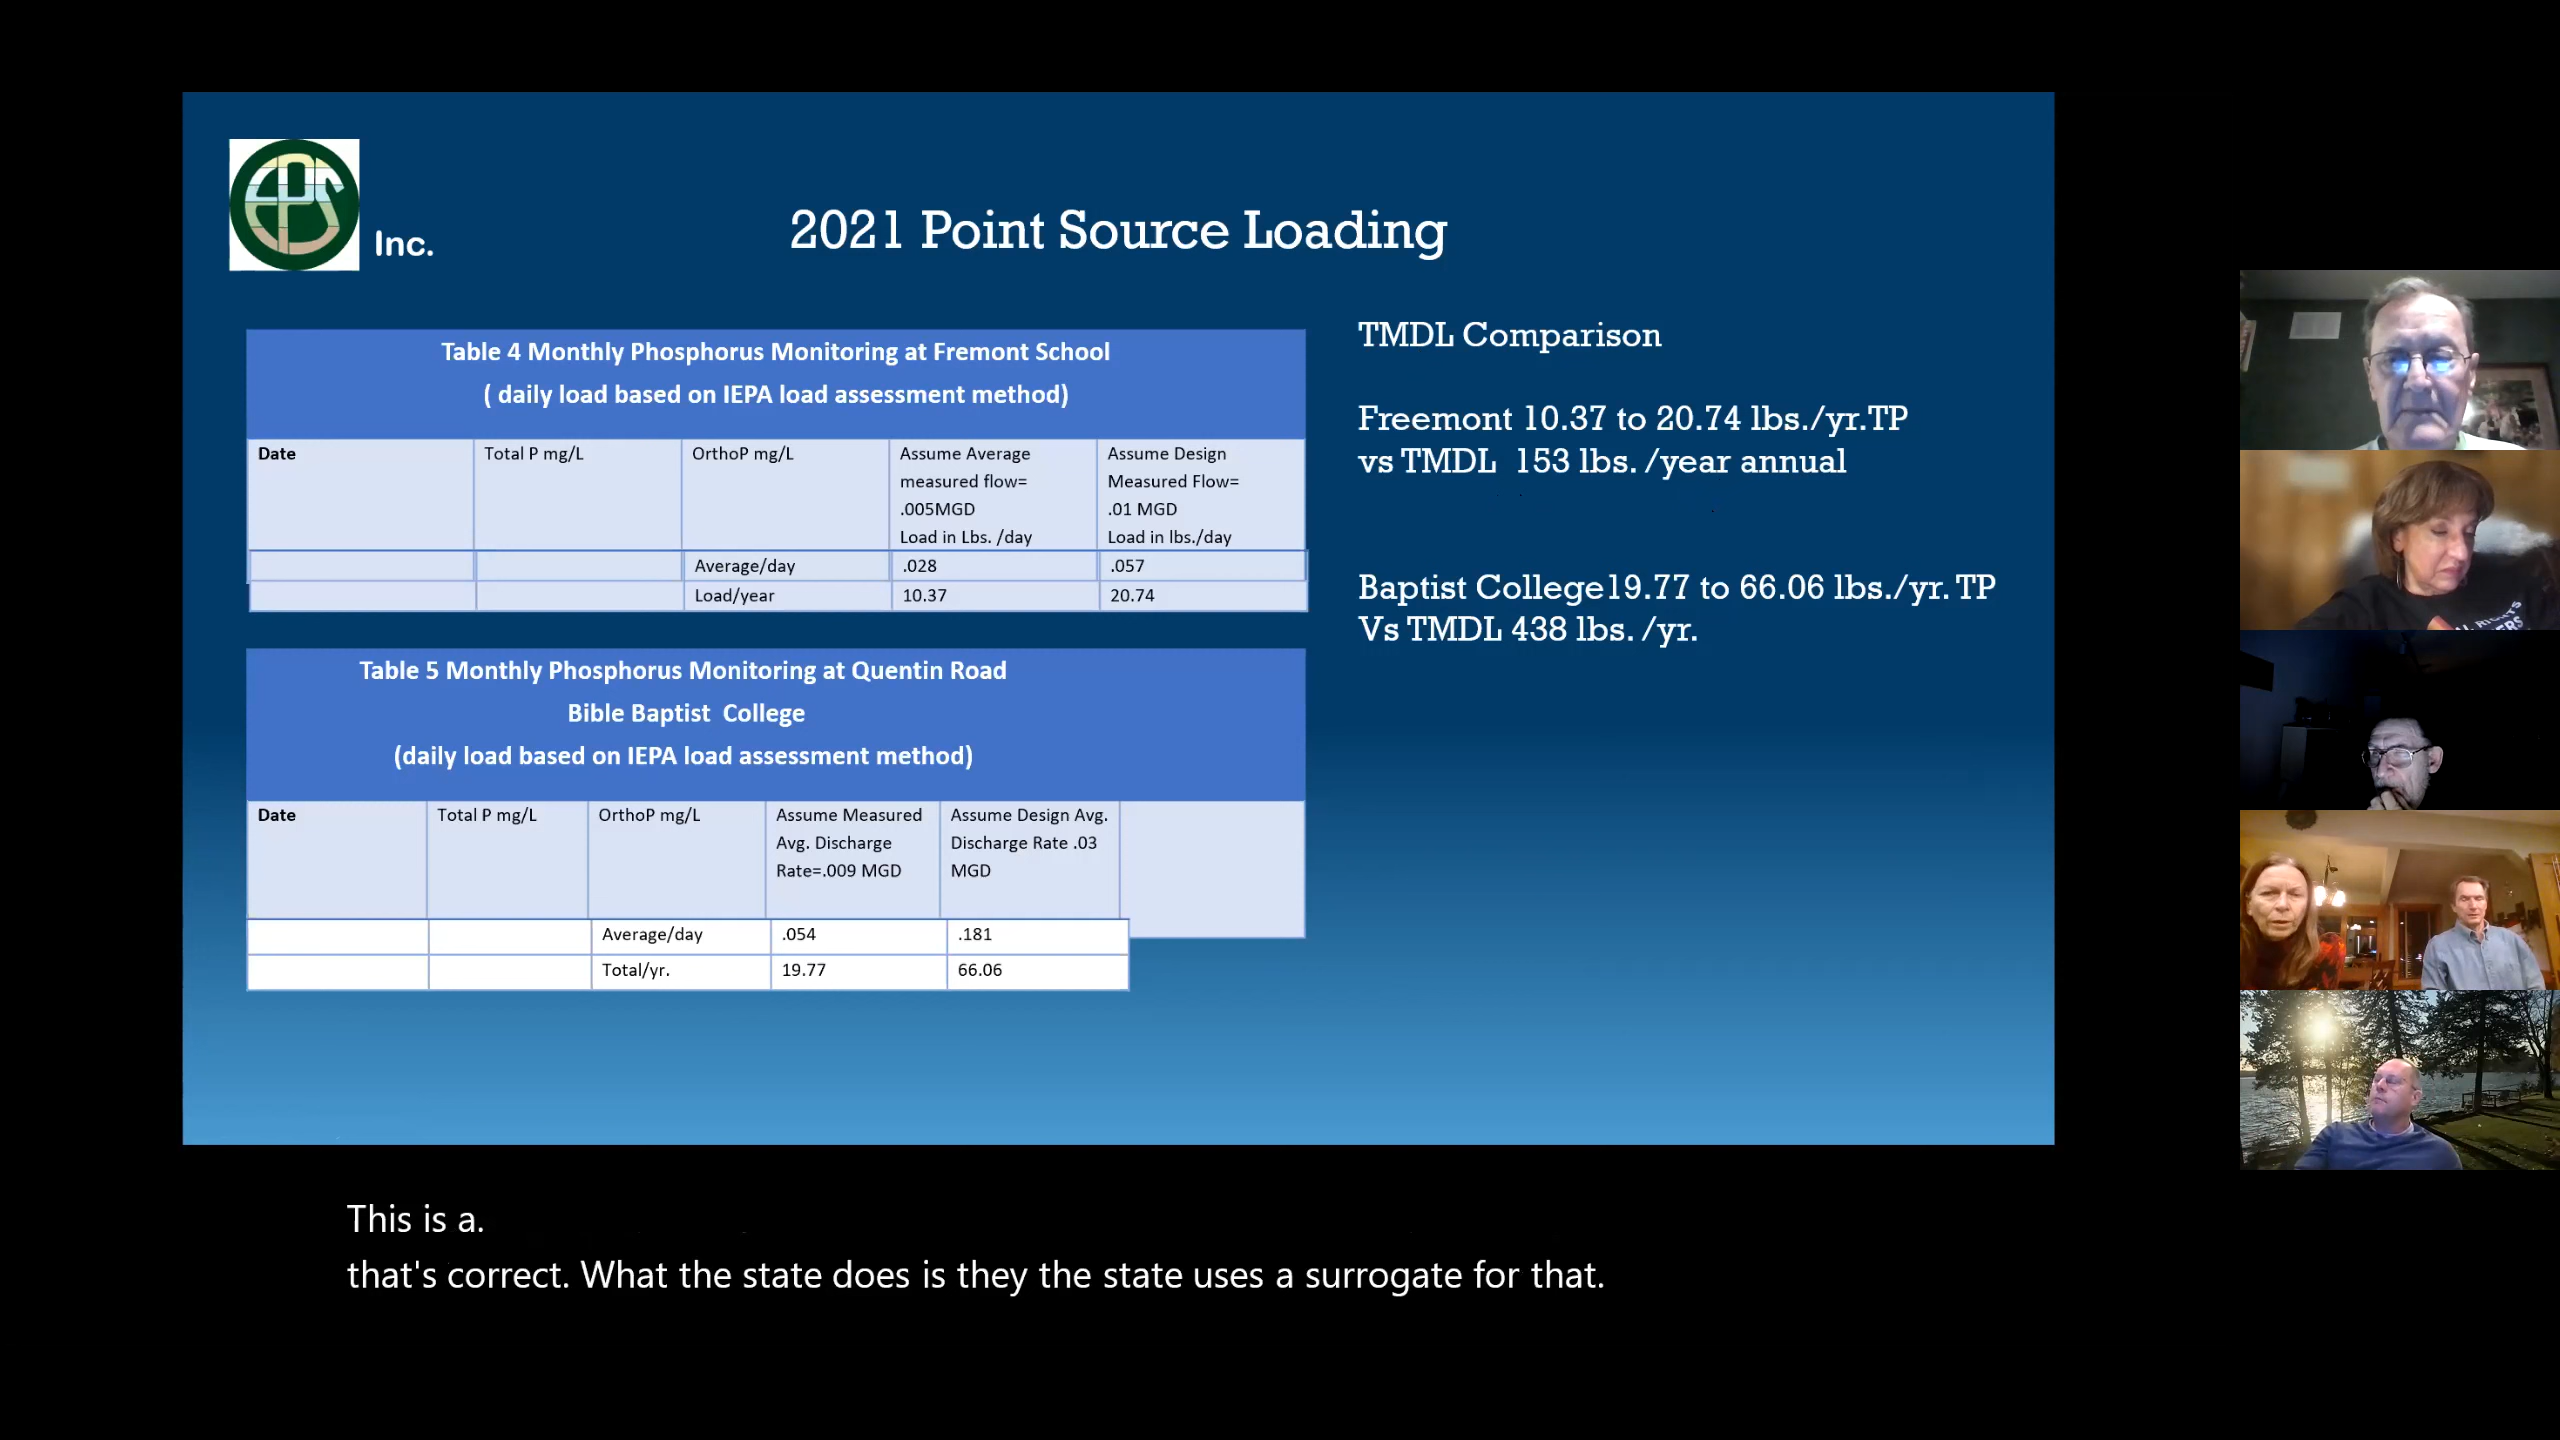 EPS
Inc.
2021 Point Source Loading
Table 4 Monthly Phosphorus Monitoring at Fremont School
( daily load based on IEPA load assessment method)
Date
Total P mg/L
OrthoP mg/L
Assume Average
measured flow=
.005MGD
Load in Lbs. /day
Assume Design
Measured Flow=
.01 MGD
Load in lbs./day
Average/day .028 .057
Load/year 10.37 20.74
Table 5 Monthly Phosphorus Monitoring at Quentin Road
Bible Baptist  College
(daily load based on IEPA load assessment method)
Date
Total P mg/L
OrthoP mg/L
Assume Measured
Avg. Discharge
Rate=.009 MGD
Assume Design Avg.
Discharge Rate .03
MGD
Average/day .054 .181
Total/yr. 19.77 66.06
TMDL Comparison
Freemont 10.37 to 20.74 lbs./yr.TP
vs TMDL  153 lbs. /year annual
Baptist College19.77 to 66.06 lbs./yr. TP
Vs TMDL 438 lbs. /yr.
This is a.
that's correct. What the state does is they the state uses a surrogate for that.